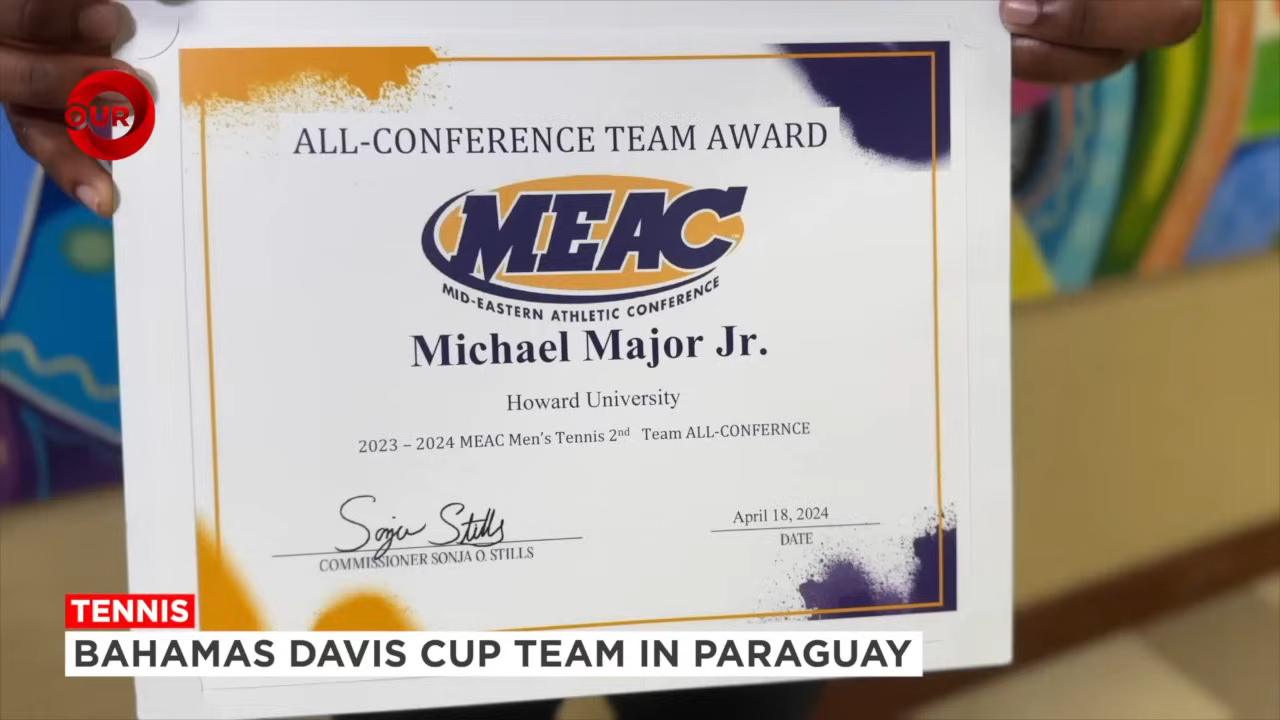 OUR
ALL-CONFERENCE TEAM AWARD
MEAC
MID-EASTERN ATHLETIC CONFERENCE
Michael Major Jr.
Howard University
2023 – 2024 MEAC Men's Tennis 2nd Team ALL-CONFERNCE
Sonja Stills
April 18, 2024
COMMISSIONER SONJA O. STILLS
DATE
TENNIS
BAHAMAS DAVIS CUP TEAM IN PARAGUAY